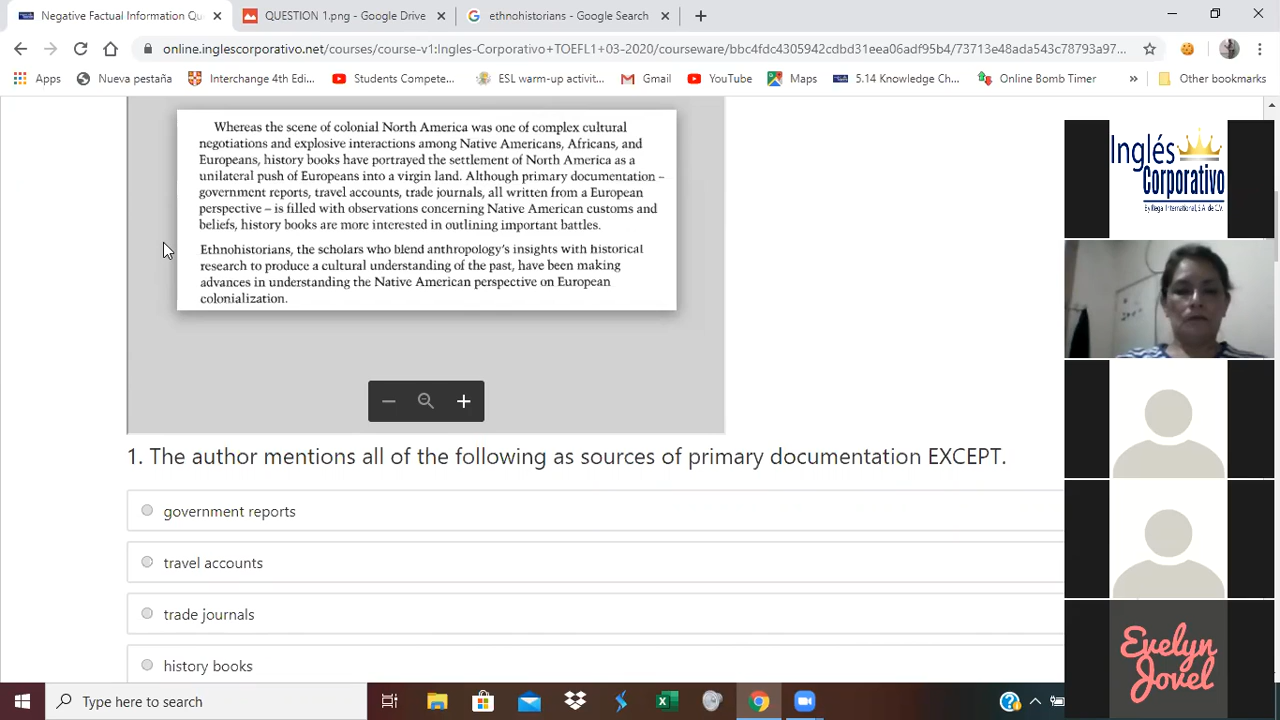 Negative Factual Information Qu
QUESTION 1.png - Google Drive
ethnohistorians - Google Search
online.inglescorporativo.net/courses/course-v1:Ingles-Corporativo+TOEFL1+03-2020/courseware/bbc4fdc4305942cdbd31eea06adf95b4/73713e48ada543c78793a97...
Apps
Nueva pestaña
Interchange 4th Edi...
Students Compete...
ESL warm-up activit...
Gmail
YouTube
Maps
5.14 Knowledge Ch...
Online Bomb Timer
»
Other bookmarks
Whereas the scene of colonial North America was one of complex cultural
negotiations and explosive interactions among Native Americans, Africans, and
Europeans, history books have portrayed the settlement of North America as a
unilateral push of Europeans into a virgin land. Although primary documentation –
government reports, travel accounts, trade journals, all written from a European
perspective – is filled with observations concerning Native American customs and
beliefs, history books are more interested in outlining important battles.
Ethnohistorians, the scholars who blend anthropology's insights with historical
research to produce a cultural understanding of the past, have been making
advances in understanding the Native American perspective on European
colonialization.
1. The author mentions all of the following as sources of primary documentation EXCEPT.
government reports
travel accounts
trade journals
history books
Inglés
Corporativo
By Rega International, S.A. de C.V.
Evelyn
Jovel
Type here to search